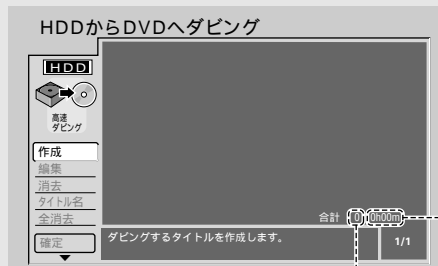 HDDからDVDへダビング
HDD
高速
ダビング
作成
編集
消去
タイトル名
全消去
確定
合計 0 0h00m
ダビングするタイトルを作成します。
1/1